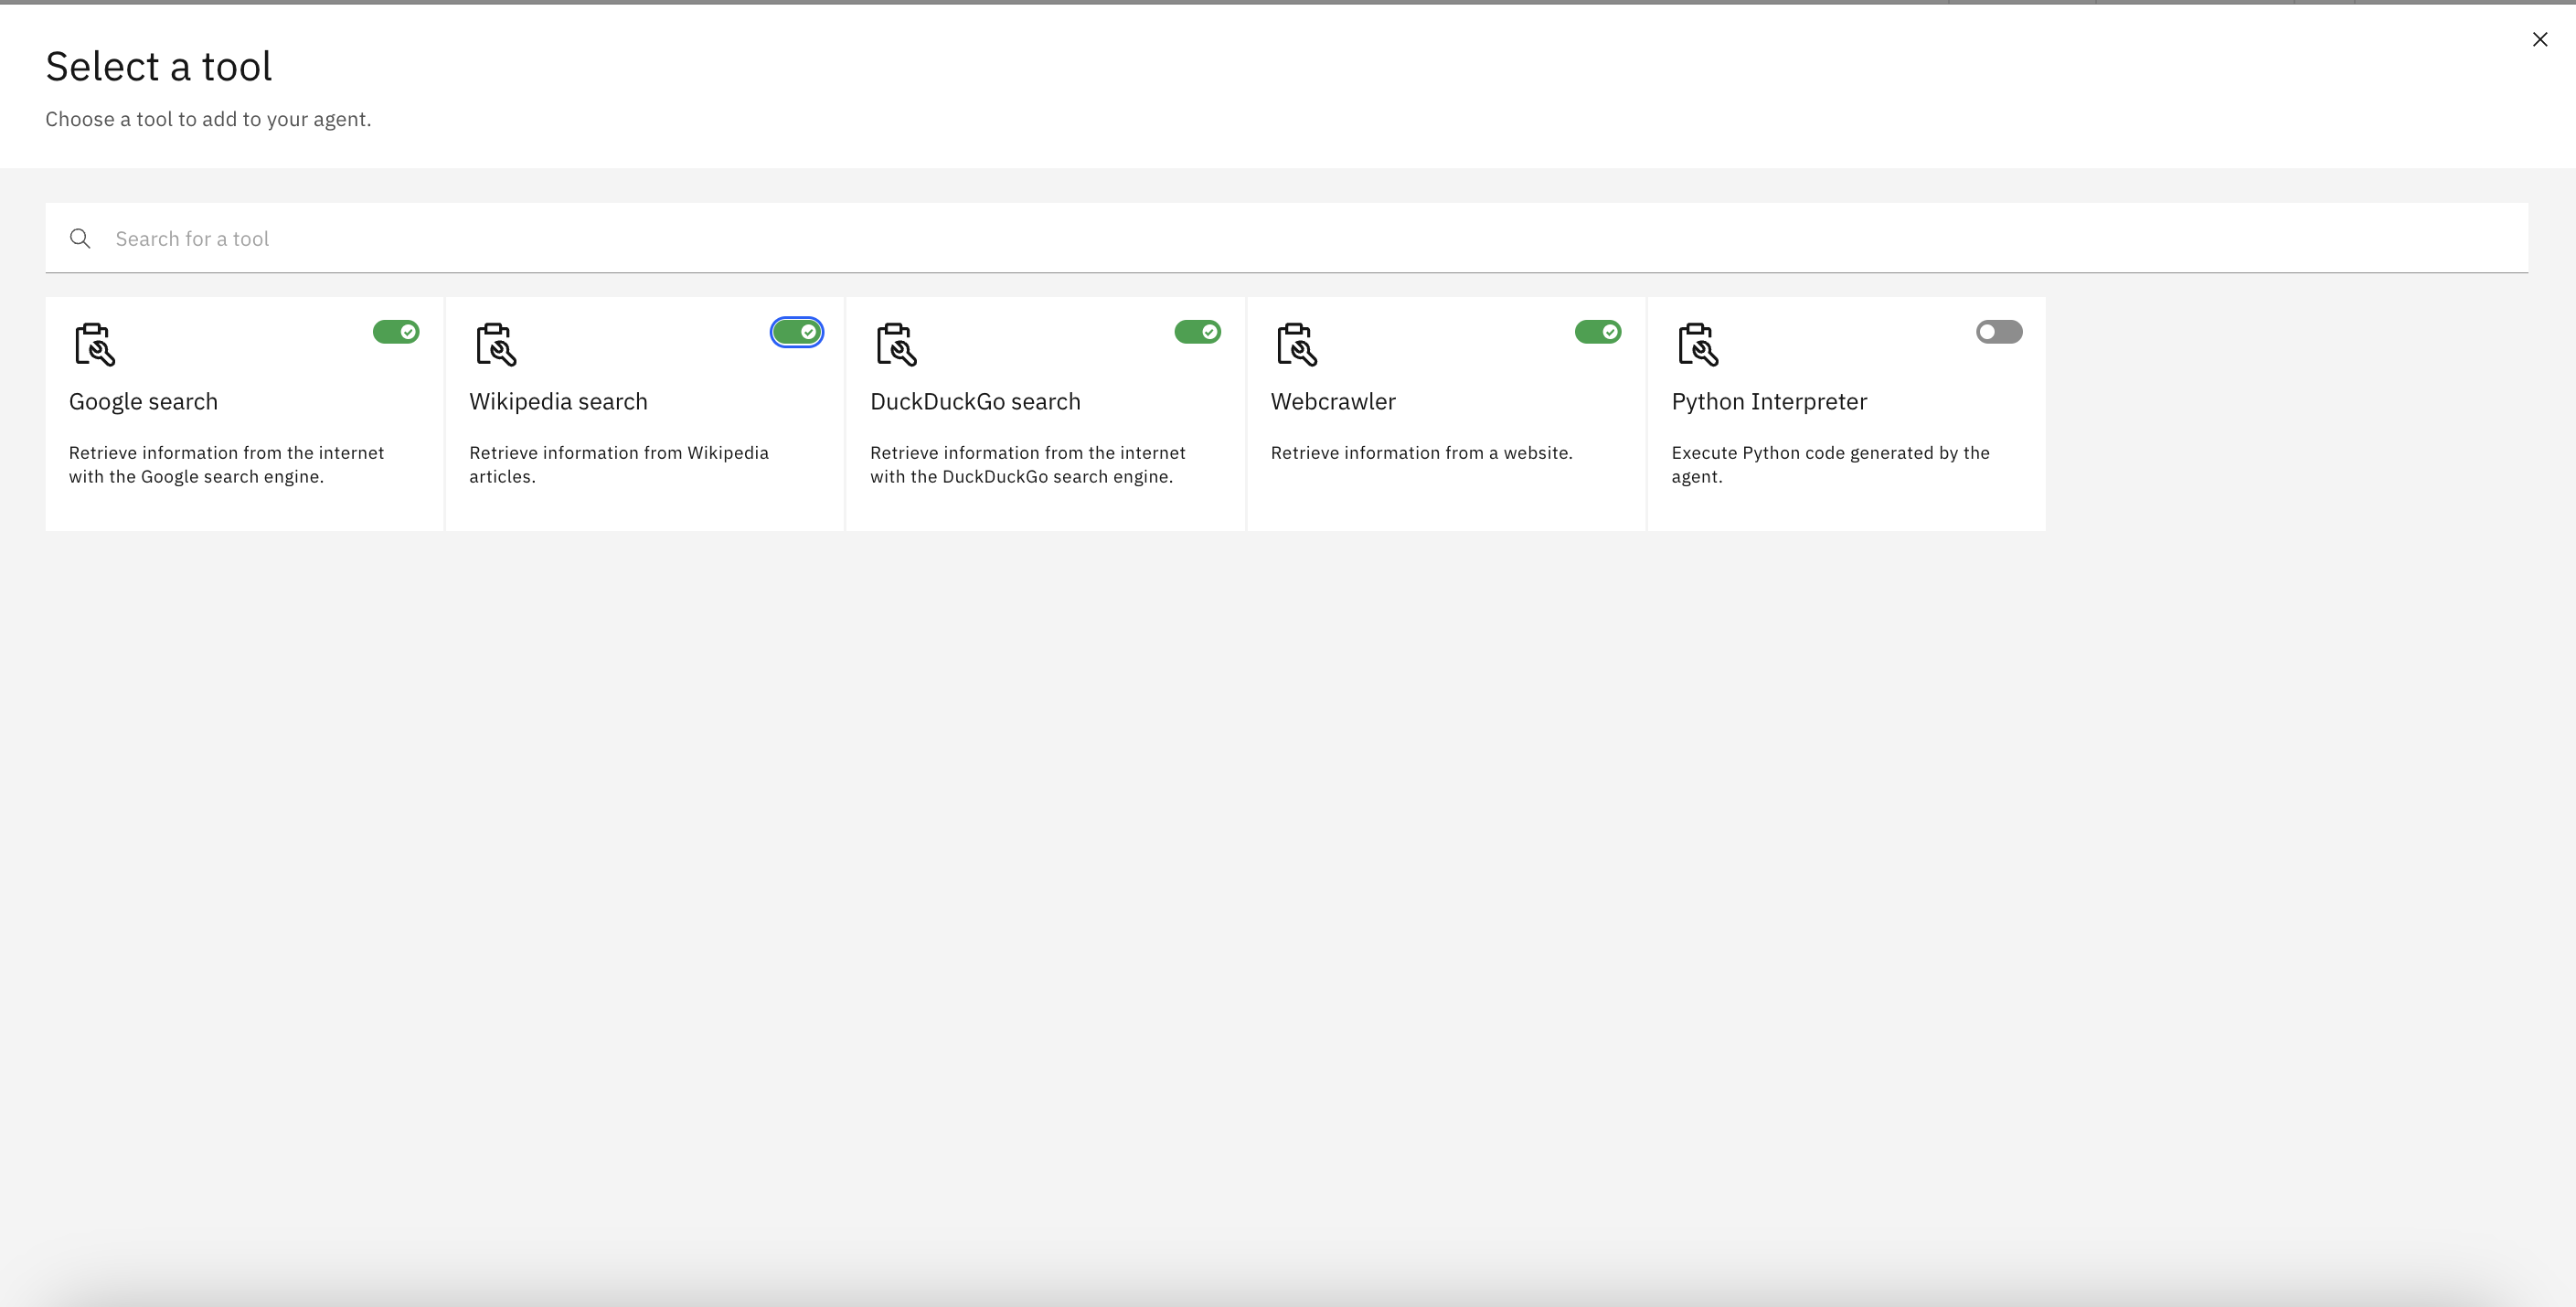 Select a tool
Choose a tool to add to your agent.
Search for a tool
Google search
Retrieve information from the internet
with the Google search engine.
Wikipedia search
Retrieve information from Wikipedia
articles.
DuckDuckGo search
Retrieve information from the internet
with the DuckDuckGo search engine.
Webcrawler
Retrieve information from a website.
Python Interpreter
Execute Python code generated by the
agent.